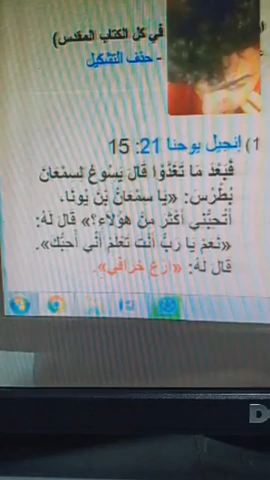 في كل الكتاب المقدس)
- حذف التشكيل
1) إنجيل يوحنا 21: 15
فَبَعْدَ مَا تَغَدَّوْا قَالَ يَسُوعُ لِسِمْعَانَ
بُطْرُسَ: «يَا سِمْعَانُ بْنَ يُونَا،
أَتُحِبُّنِي أَكْثَرَ مِنْ هؤُلاَءِ؟» قَالَ لَهُ:
«نَعَمْ يَا رَبُّ أَنْتَ تَعْلَمُ أَنِّي أُحِبُّكَ».
قَالَ لَهُ: «ارْعَ خِرَافِي».